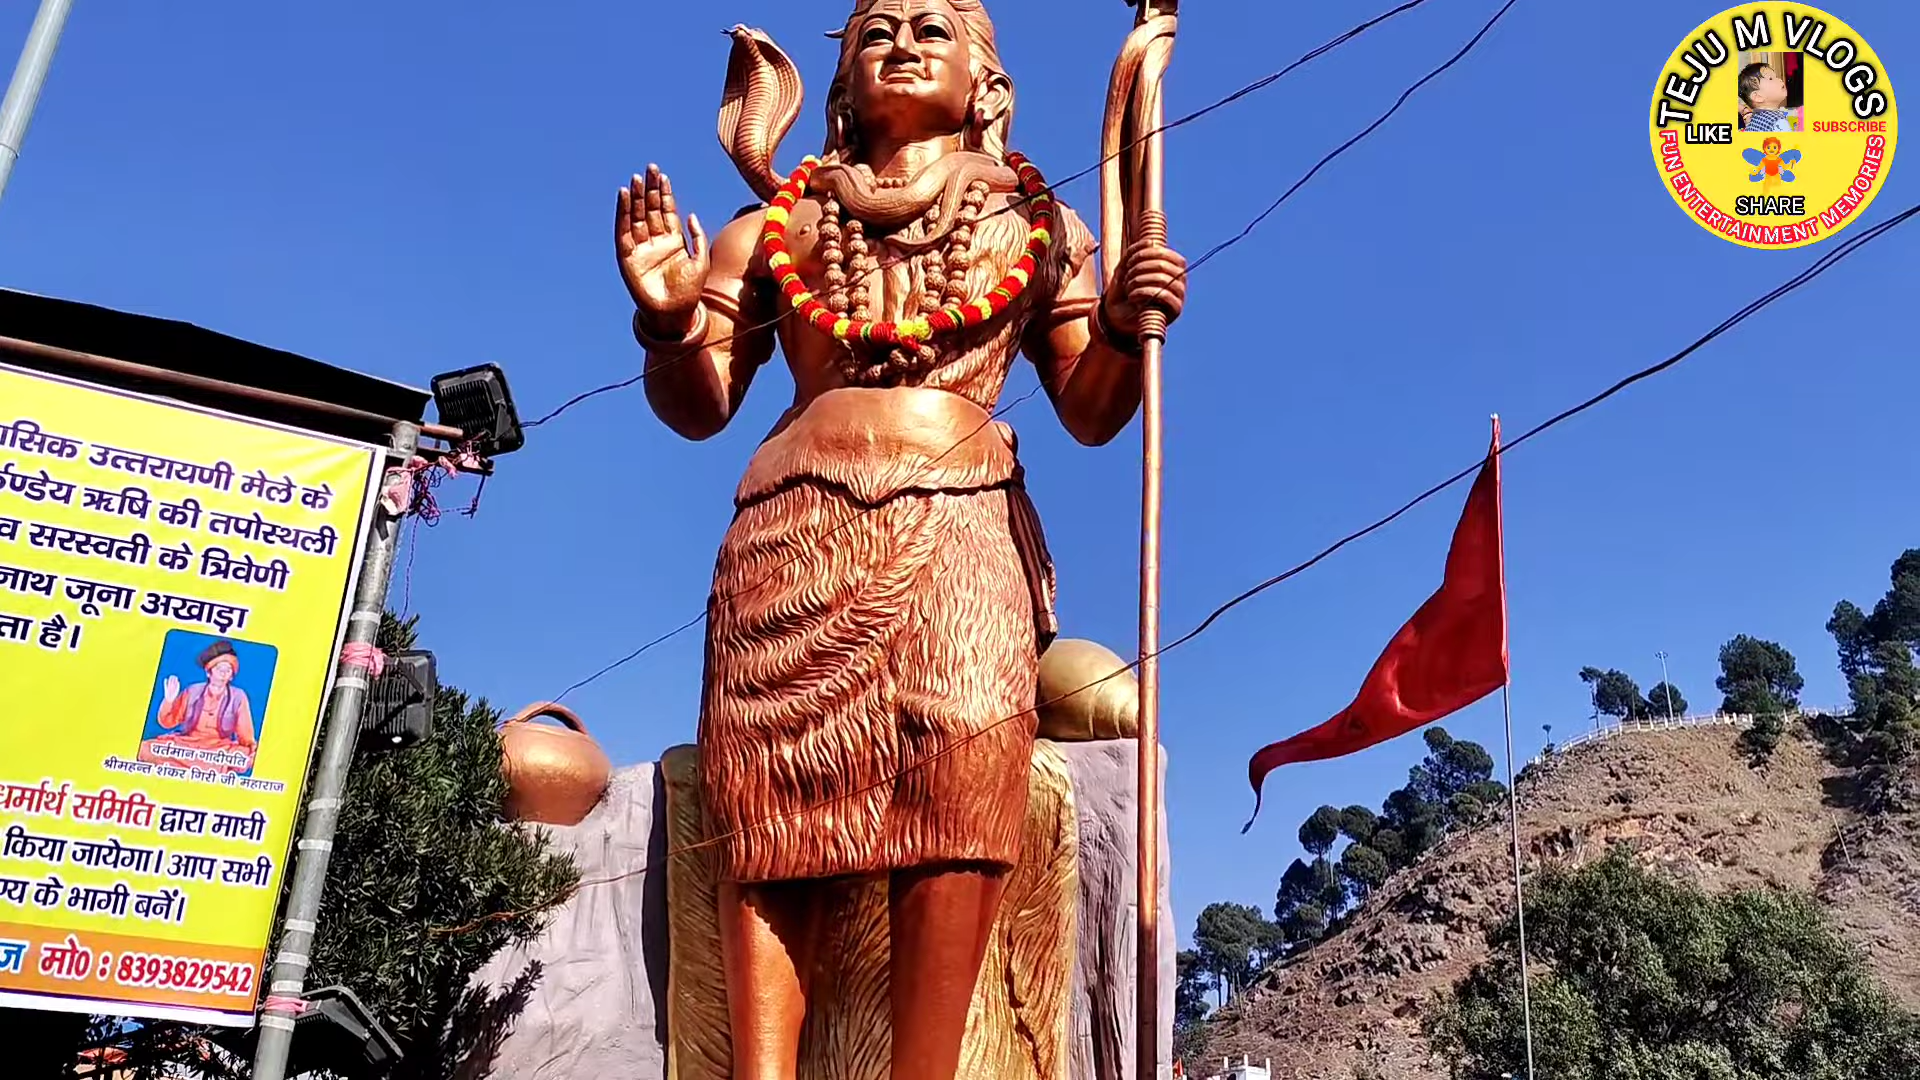 उत्तरायणी मेले के
ऋषि की तपोस्थली
व सरस्वती के त्रिवेणी
जूना अखाड़ा
है।
वर्तमान गादीपति
श्रीमहन्त शंकर गिरी जी महाराज
धर्मार्थ समिति द्वारा माघी
किया जायेगा। आप सभी
के भागी बनें।
मो० : 8393829542
TEJU M VLOGS
LIKE
SUBSCRIBE
SHARE
FUN ENTERTAINMENT MEMORIES